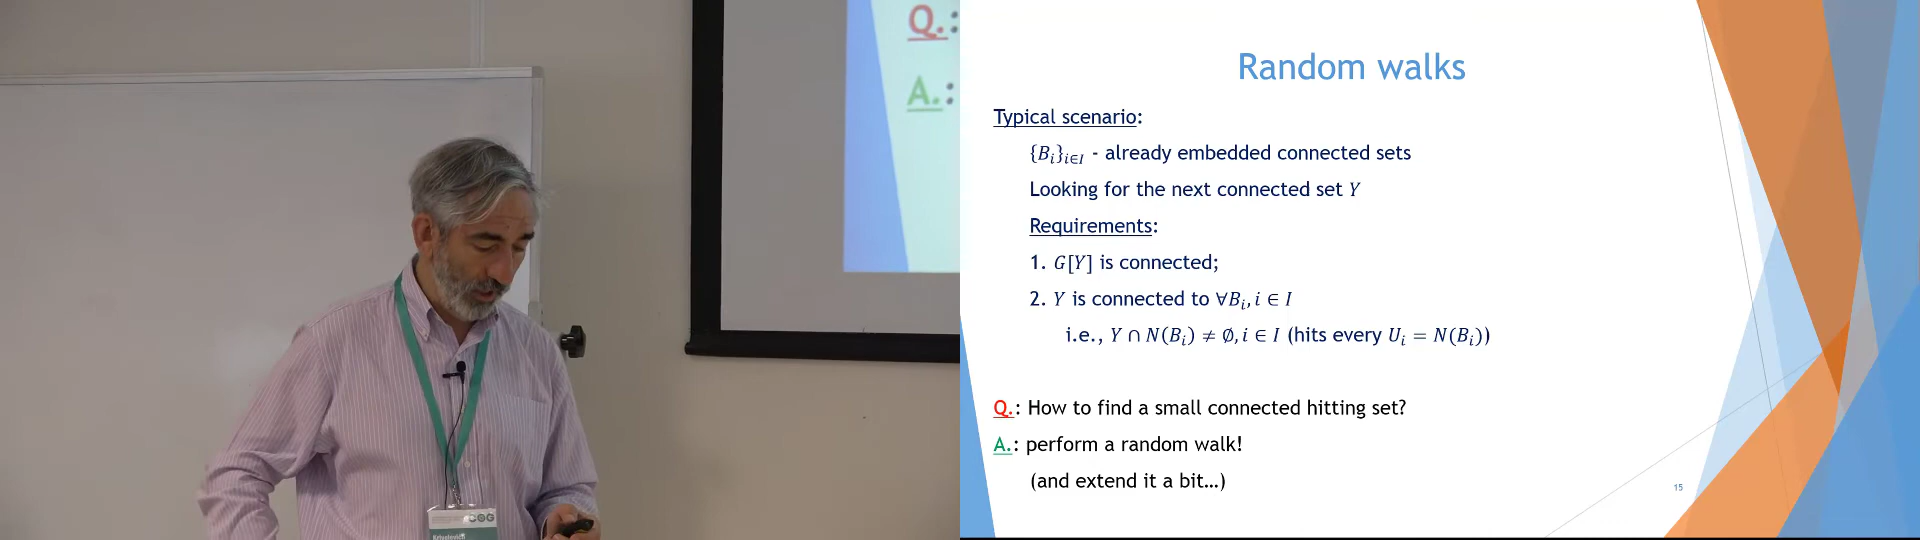 Q.:
A.:
Random walks
Typical scenario:
{B_i}_{i∈I} - already embedded connected sets
Looking for the next connected set Y
Requirements:
1. G[Y] is connected;
2. Y is connected to ∀B_i, i ∈ I
i.e., Y ∩ N(B_i) ≠ ∅, i ∈ I (hits every U_i = N(B_i))
Q.: How to find a small connected hitting set?
A.: perform a random walk!
(and extend it a bit…)
15